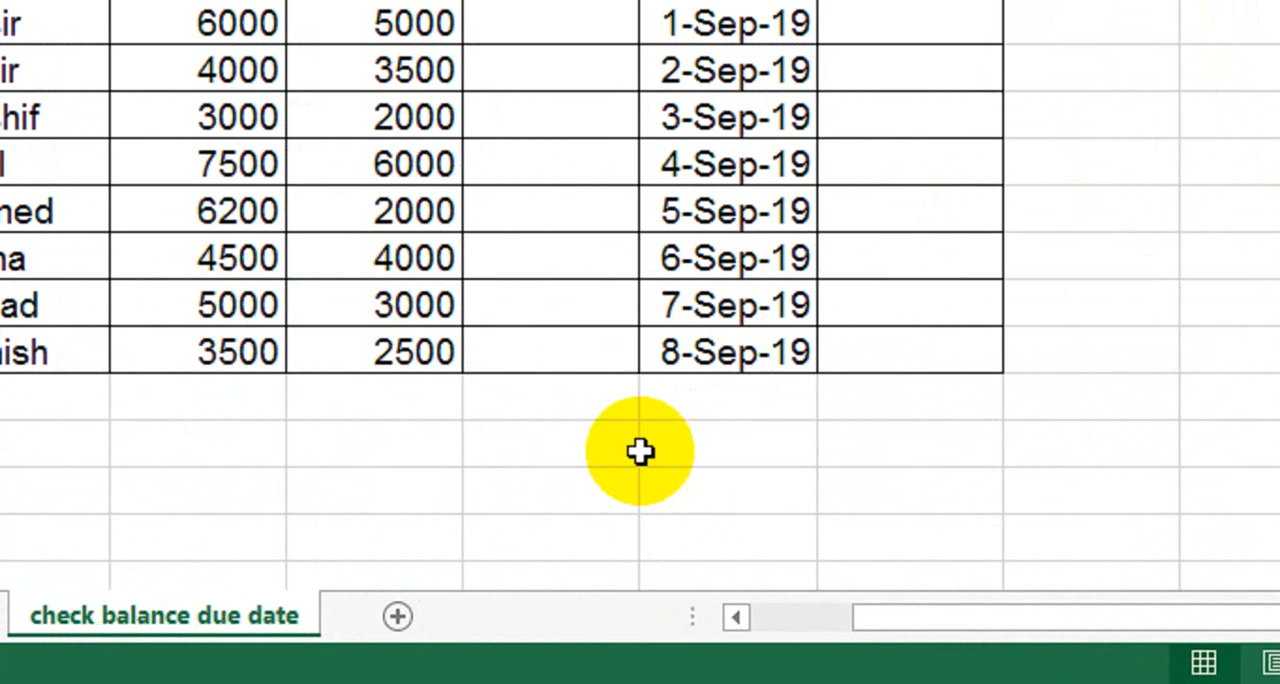 ir 6000 5000 1-Sep-19
ir 4000 3500 2-Sep-19
hif 3000 2000 3-Sep-19
l 7500 6000 4-Sep-19
ned 6200 2000 5-Sep-19
na 4500 4000 6-Sep-19
ad 5000 3000 7-Sep-19
ish 3500 2500 8-Sep-19
check balance due date